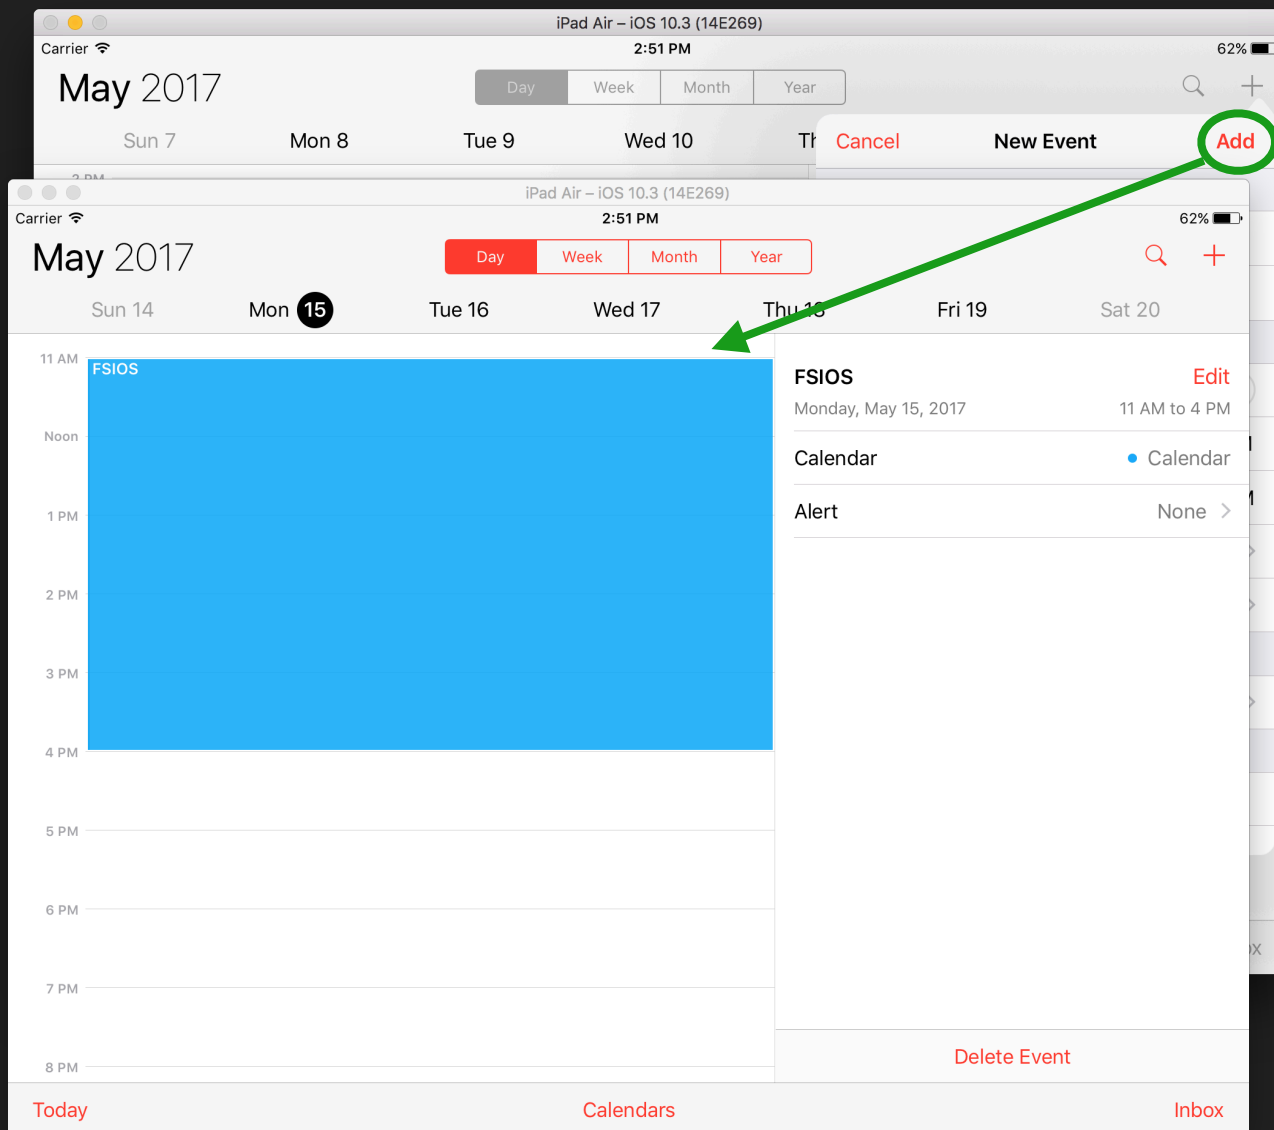 iPad Air – iOS 10.3 (14E269)
Carrier 2:51 PM 62%
May 2017 Day Week Month Year
Sun 7 Mon 8 Tue 9 Wed 10 Cancel New Event Add
iPad Air – iOS 10.3 (14E269)
Carrier 2:51 PM 62%
May 2017 Day Week Month Year
Sun 14 Mon 15 Tue 16 Wed 17 Thu 18 Fri 19 Sat 20
11 AM FSIOS
FSIOS Edit
Monday, May 15, 2017 11 AM to 4 PM
Noon
Calendar Calendar
1 PM
Alert None
2 PM
3 PM
4 PM
5 PM
6 PM
7 PM
8 PM
Delete Event
Today Calendars Inbox